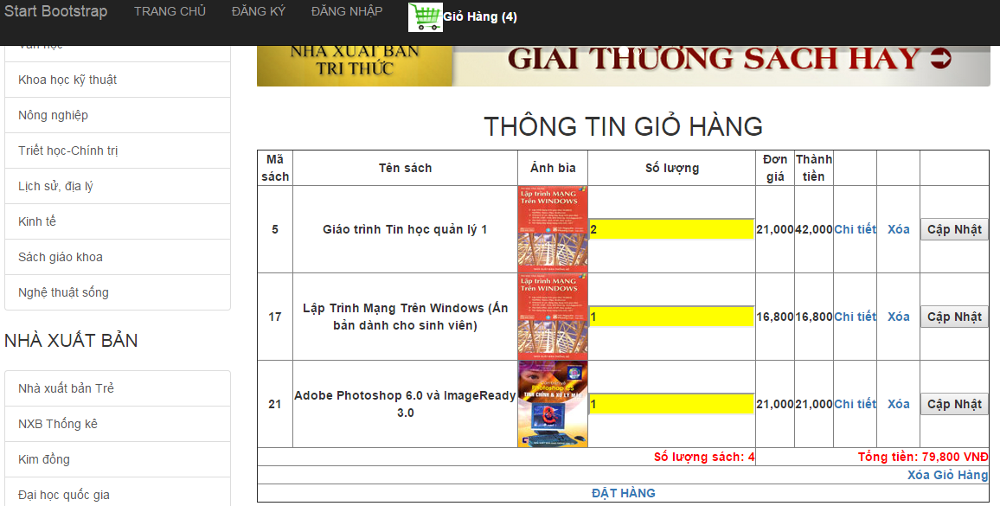 Start Bootstrap TRANG CHỦ ĐĂNG KÝ ĐĂNG NHẬP Giỏ Hàng (4)
Văn học
Khoa học kỹ thuật
Nông nghiệp
Triết học-Chính trị
Lịch sử, địa lý
Kinh tế
Sách giáo khoa
Nghệ thuật sống
NHÀ XUẤT BẢN
Nhà xuất bản Trẻ
NXB Thống kê
Kim đồng
Đại học quốc gia
NHÀ XUẤT BẢN
TRI THỨC
GIẢI THƯỞNG SÁCH HAY
THÔNG TIN GIỎ HÀNG
Mã sách Tên sách Ảnh bìa Số lượng Đơn giá Thành tiền
5 Giáo trình Tin học quản lý 1 Lập trình MẠNG Trên WINDOWS 2 21,000 42,000 Chi tiết Xóa Cập Nhật
17 Lập Trình Mạng Trên Windows (Ấn bản dành cho sinh viên) Lập trình MẠNG Trên WINDOWS 1 16,800 16,800 Chi tiết Xóa Cập Nhật
21 Adobe Photoshop 6.0 và ImageReady 3.0 Photoshop CS 1 21,000 21,000 Chi tiết Xóa Cập Nhật
Số lượng sách: 4 Tổng tiền: 79,800 VNĐ
Xóa Giỏ Hàng
ĐẶT HÀNG